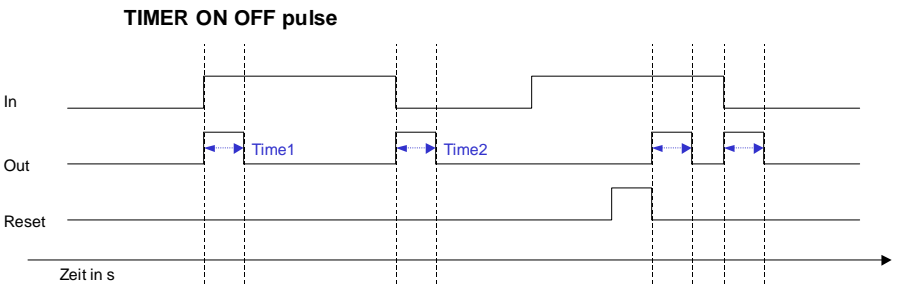 TIMER ON OFF pulse
In
Time1
Time2
Out
Reset
Zeit in s